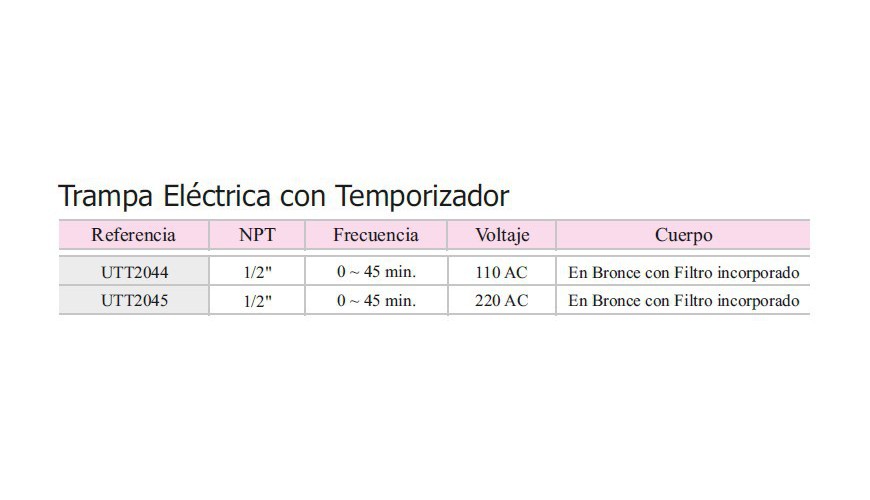 Trampa Eléctrica con Temporizador
Referencia NPT Frecuencia Voltaje Cuerpo
UTT2044 1/2" 0 ~ 45 min. 110 AC En Bronce con Filtro incorporado
UTT2045 1/2" 0 ~ 45 min. 220 AC En Bronce con Filtro incorporado